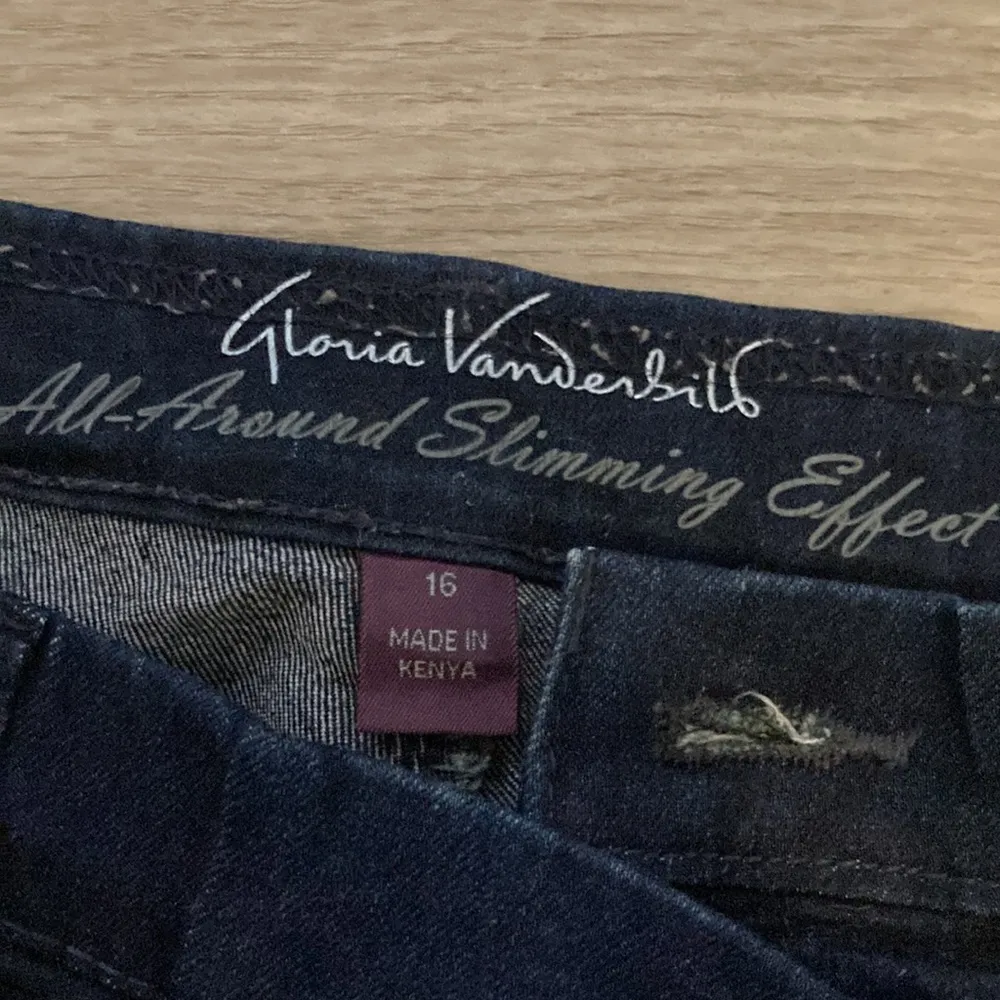 Gloria Vanderbilt
All-Around Slimming Effect
16
MADE IN
KENYA